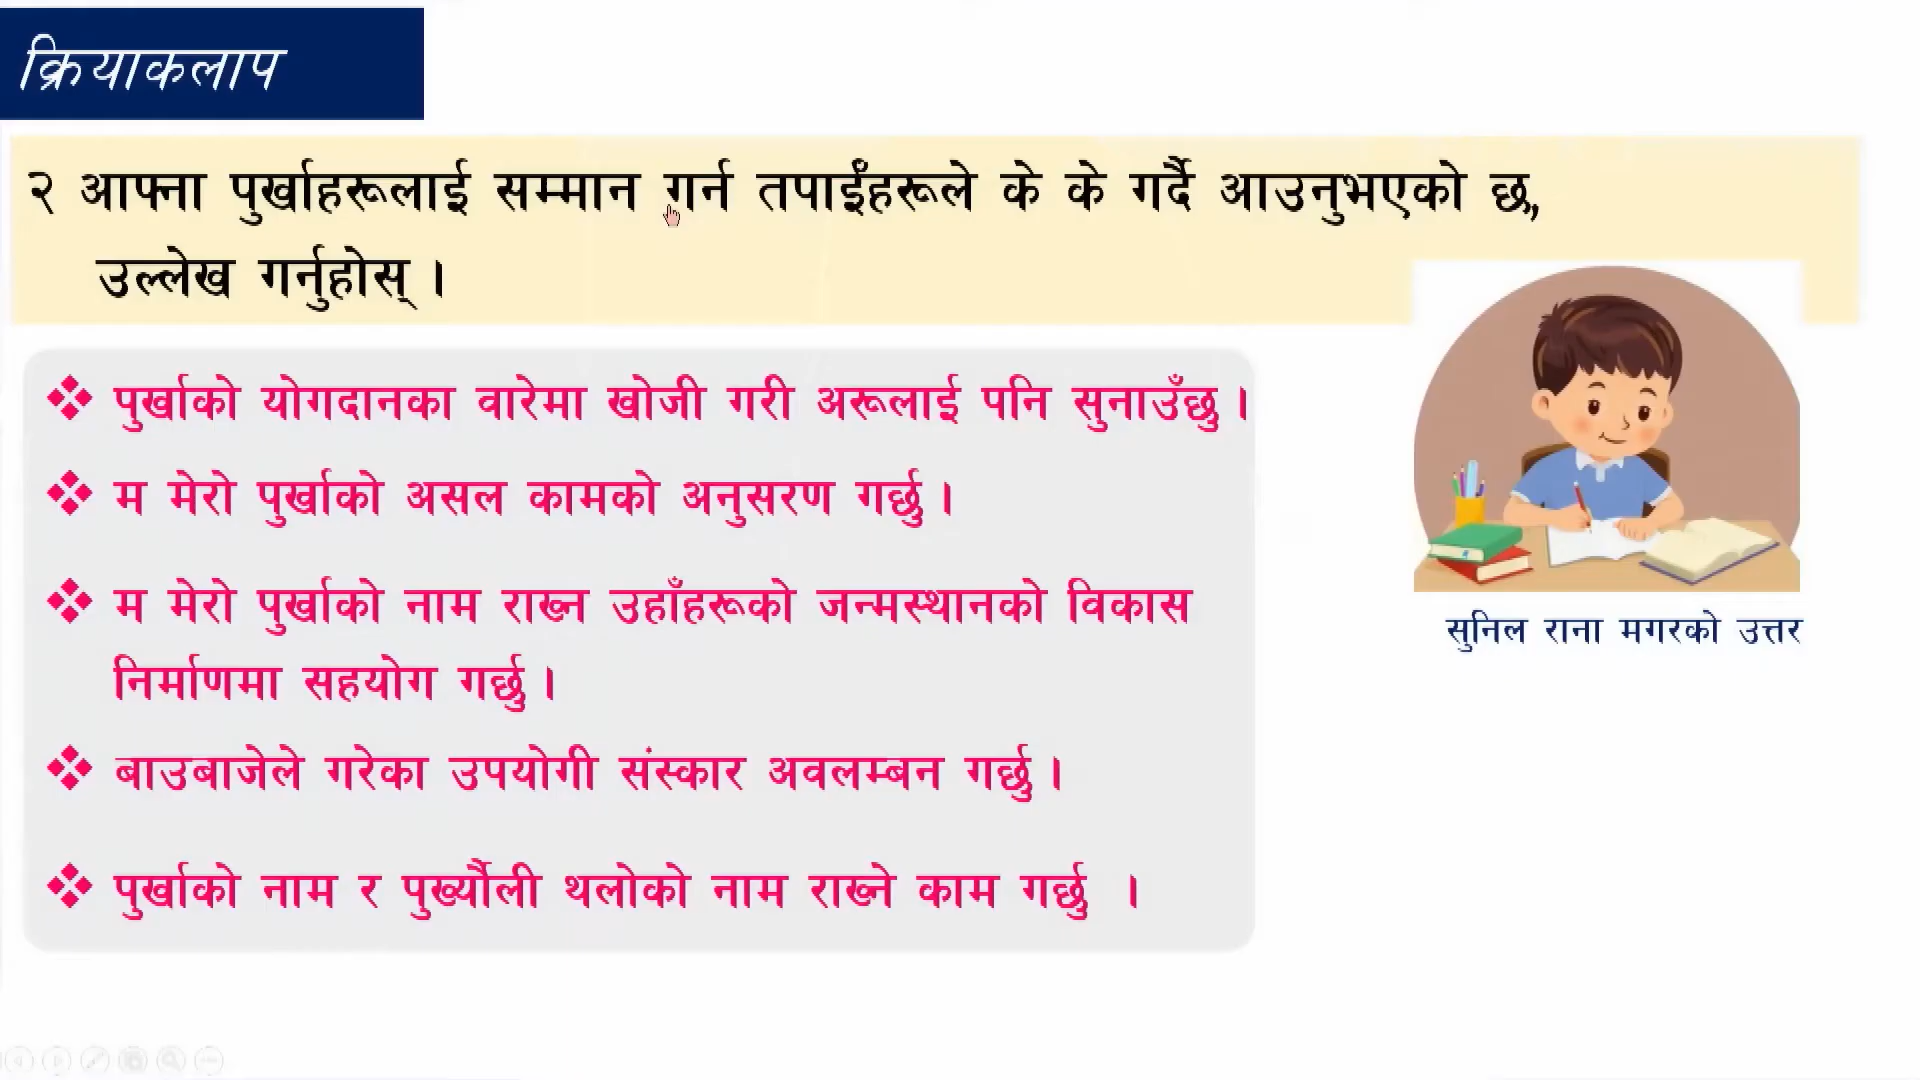 क्रियाकलाप
२ आफ्ना पुर्खाहरूलाई सम्मान गर्न तपाईंहरूले के के गर्दै आउनुभएको छ,
उल्लेख गर्नुहोस् ।
❖ पुर्खाको योगदानका वारेमा खोजी गरी अरूलाई पनि सुनाउँछु ।
❖ म मेरो पुर्खाको असल कामको अनुसरण गर्छु ।
❖ म मेरो पुर्खाको नाम राख्न उहाँहरूको जन्मस्थानको विकास
निर्माणमा सहयोग गर्छु ।
❖ बाउबाजेले गरेका उपयोगी संस्कार अवलम्बन गर्छु ।
❖ पुर्खाको नाम र पुर्ख्यौली थलोको नाम राख्ने काम गर्छु ।
सुनिल राना मगरको उत्तर